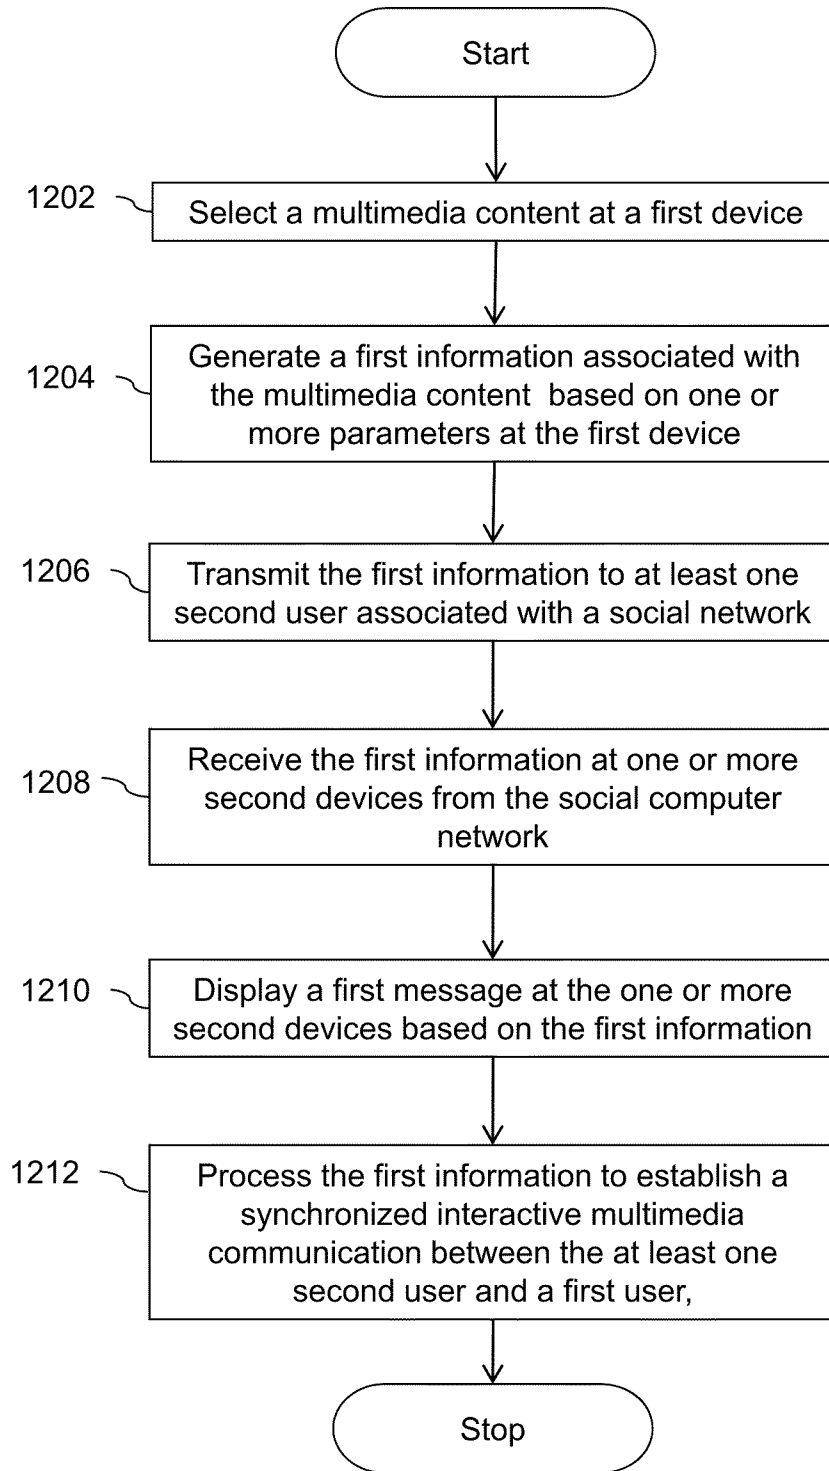 Start
1202
Select a multimedia content at a first device
1204
Generate a first information associated with
the multimedia content based on one or
more parameters at the first device
1206
Transmit the first information to at least one
second user associated with a social network
1208
Receive the first information at one or more
second devices from the social computer
network
1210
Display a first message at the one or more
second devices based on the first information
1212
Process the first information to establish a
synchronized interactive multimedia
communication between the at least one
second user and a first user,
Stop